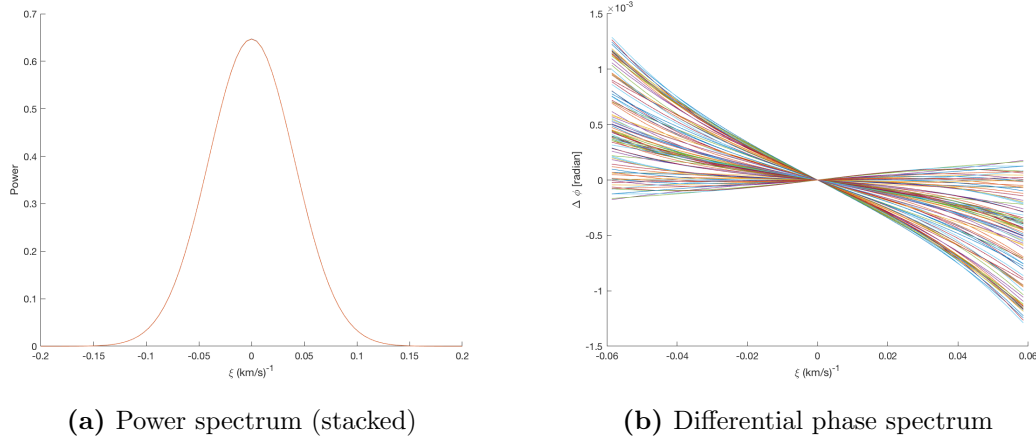 0.7
0.6
0.5
0.4
0.3
0.2
0.1
0
Power
-0.2 -0.15 -0.1 -0.05 0 0.05 0.1 0.15 0.2
ξ (km/s)⁻¹
(a) Power spectrum (stacked)
×10⁻³
1.5
1
0.5
0
-0.5
-1
-1.5
Δ ϕ [radian]
-0.06 -0.04 -0.02 0 0.02 0.04 0.06
ξ (km/s)⁻¹
(b) Differential phase spectrum